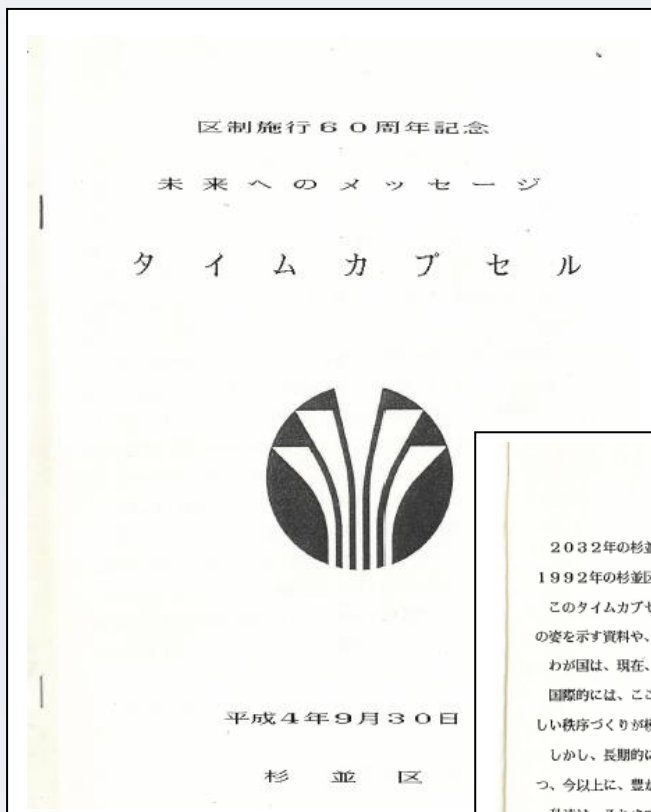 区制施行60周年記念
未来へのメッセージ
タイムカプセル
平成4年9月30日
杉並区
2032年の杉並
1992年の杉並区
このタイムカプセ
の姿を示す資料や、
わが国は、現在、
国際的には、ここ
しい秩序づくりが
しかし、長期的に
つ、今以上に、豊か